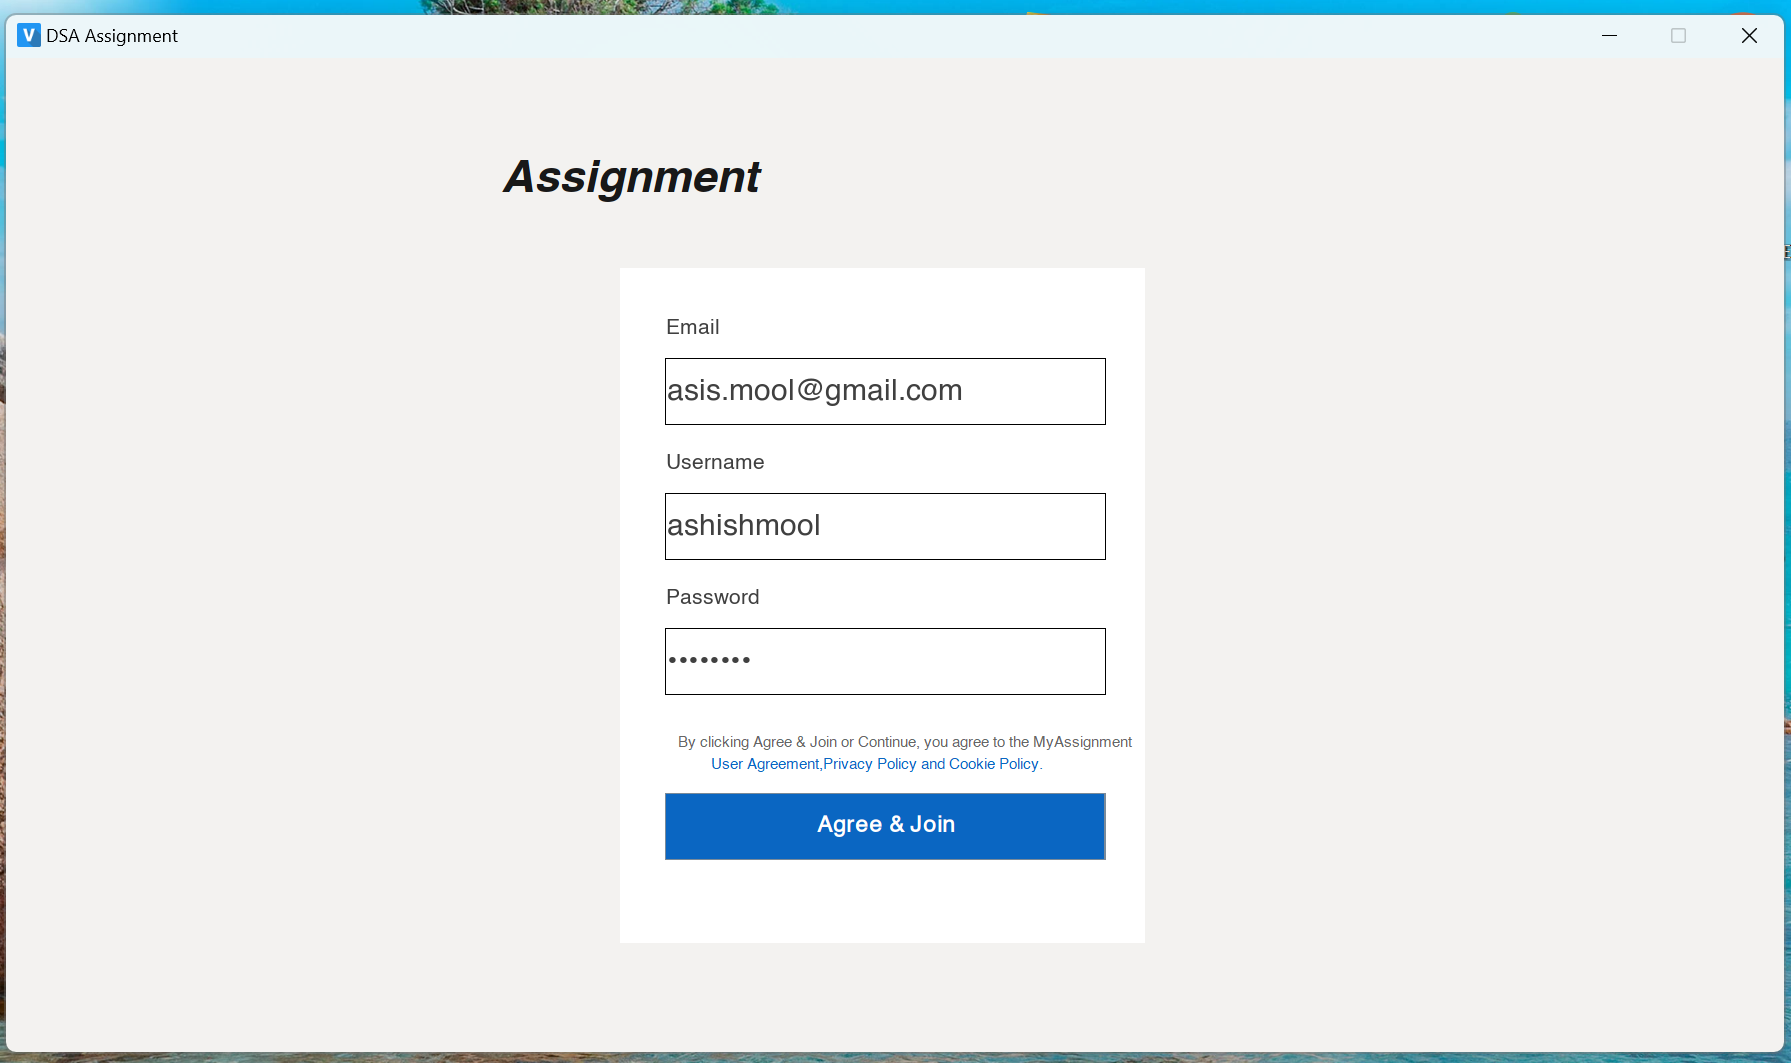 V DSA Assignment
Assignment
Email
asis.mool@gmail.com
Username
ashishmool
Password
••••••••
By clicking Agree & Join or Continue, you agree to the MyAssignment
User Agreement,Privacy Policy and Cookie Policy.
Agree & Join